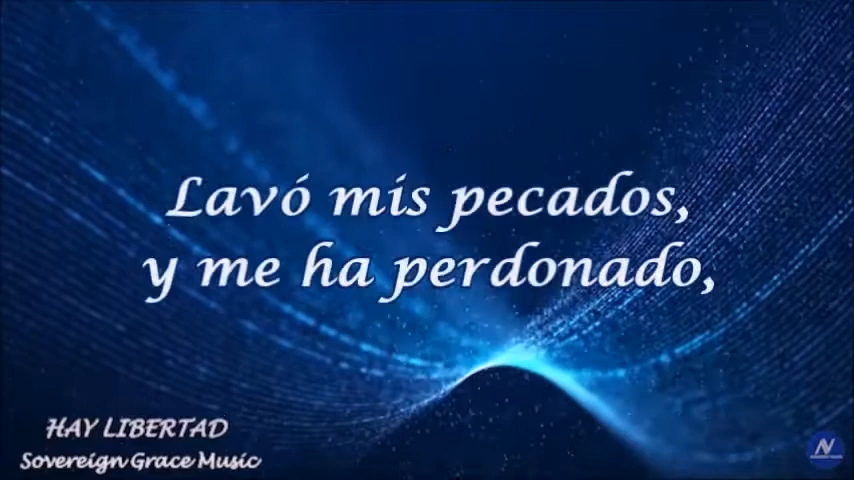 Lavó mis pecados,
y me ha perdonado,
HAY LIBERTAD
Sovereign Grace Music